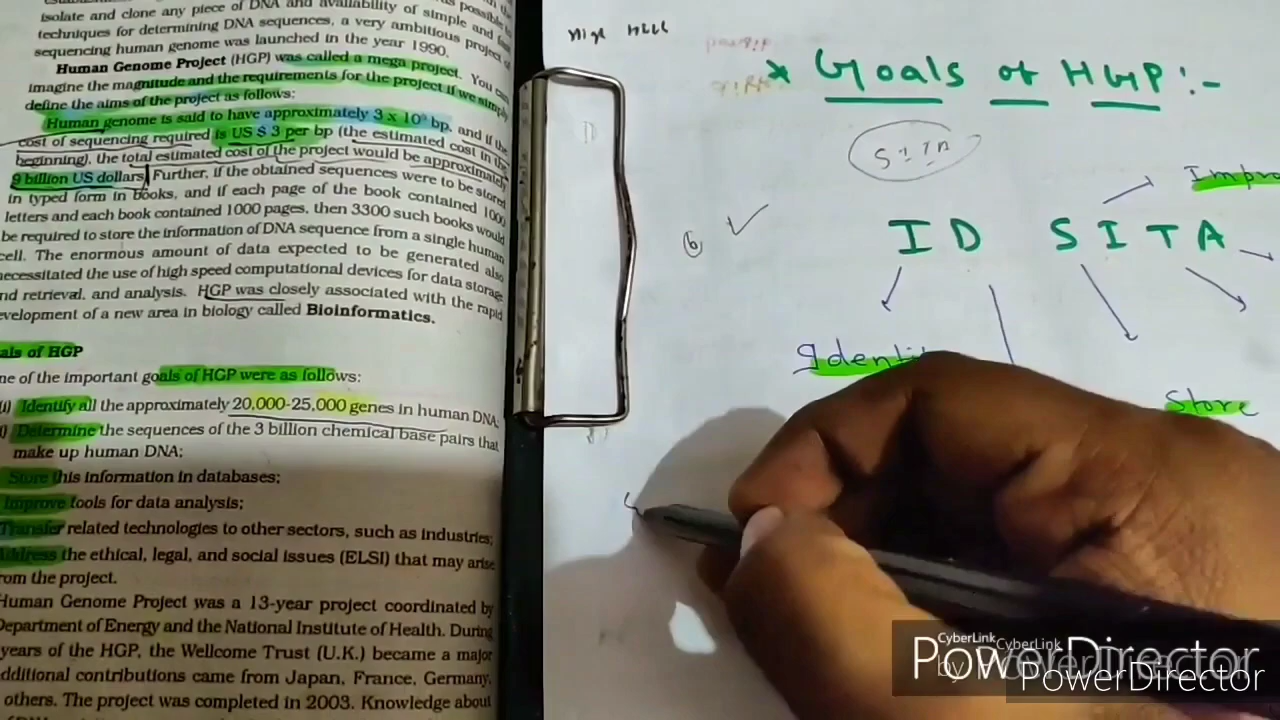 isolate and clone any piece of DNA and availability of simple and
techniques for determining DNA sequences, a very ambitious project of
sequencing human genome was launched in the year 1990.
Human Genome Project (HGP) was called a mega project. You can
imagine the magnitude and the requirements for the project if we simply
define the aims of the project as follows:
Human genome is said to have approximately 3 x 10⁹ bp, and if the
cost of sequencing required is US $ 3 per bp (the estimated cost in the
beginning), the total estimated cost of the project would be approximately
9 billion US dollars. Further, if the obtained sequences were to be stored
in typed form in books, and if each page of the book contained 1000
letters and each book contained 1000 pages, then 3300 such books would
be required to store the information of DNA sequence from a single human
cell. The enormous amount of data expected to be generated also
necessitated the use of high speed computational devices for data storage
nd retrieval, and analysis. HGP was closely associated with the rapid
evelopment of a new area in biology called Bioinformatics.
als of HGP
ne of the important goals of HGP were as follows:
(i) Identify all the approximately 20,000-25,000 genes in human DNA;
) Determine the sequences of the 3 billion chemical base pairs that
make up human DNA;
Store this information in databases;
Improve tools for data analysis;
Transfer related technologies to other sectors, such as industries;
Address the ethical, legal, and social issues (ELSI) that may arise
rom the project.
Human Genome Project was a 13-year project coordinated by
Department of Energy and the National Institute of Health. During
years of the HGP, the Wellcome Trust (U.K.) became a major
dditional contributions came from Japan, France, Germany,
others. The project was completed in 2003. Knowledge about
* Goals of HGP :-
SITA
Impro
6
ID SITA
Identi
Store
CyberLink CyberLink
by PowerDirector
PowerDirector